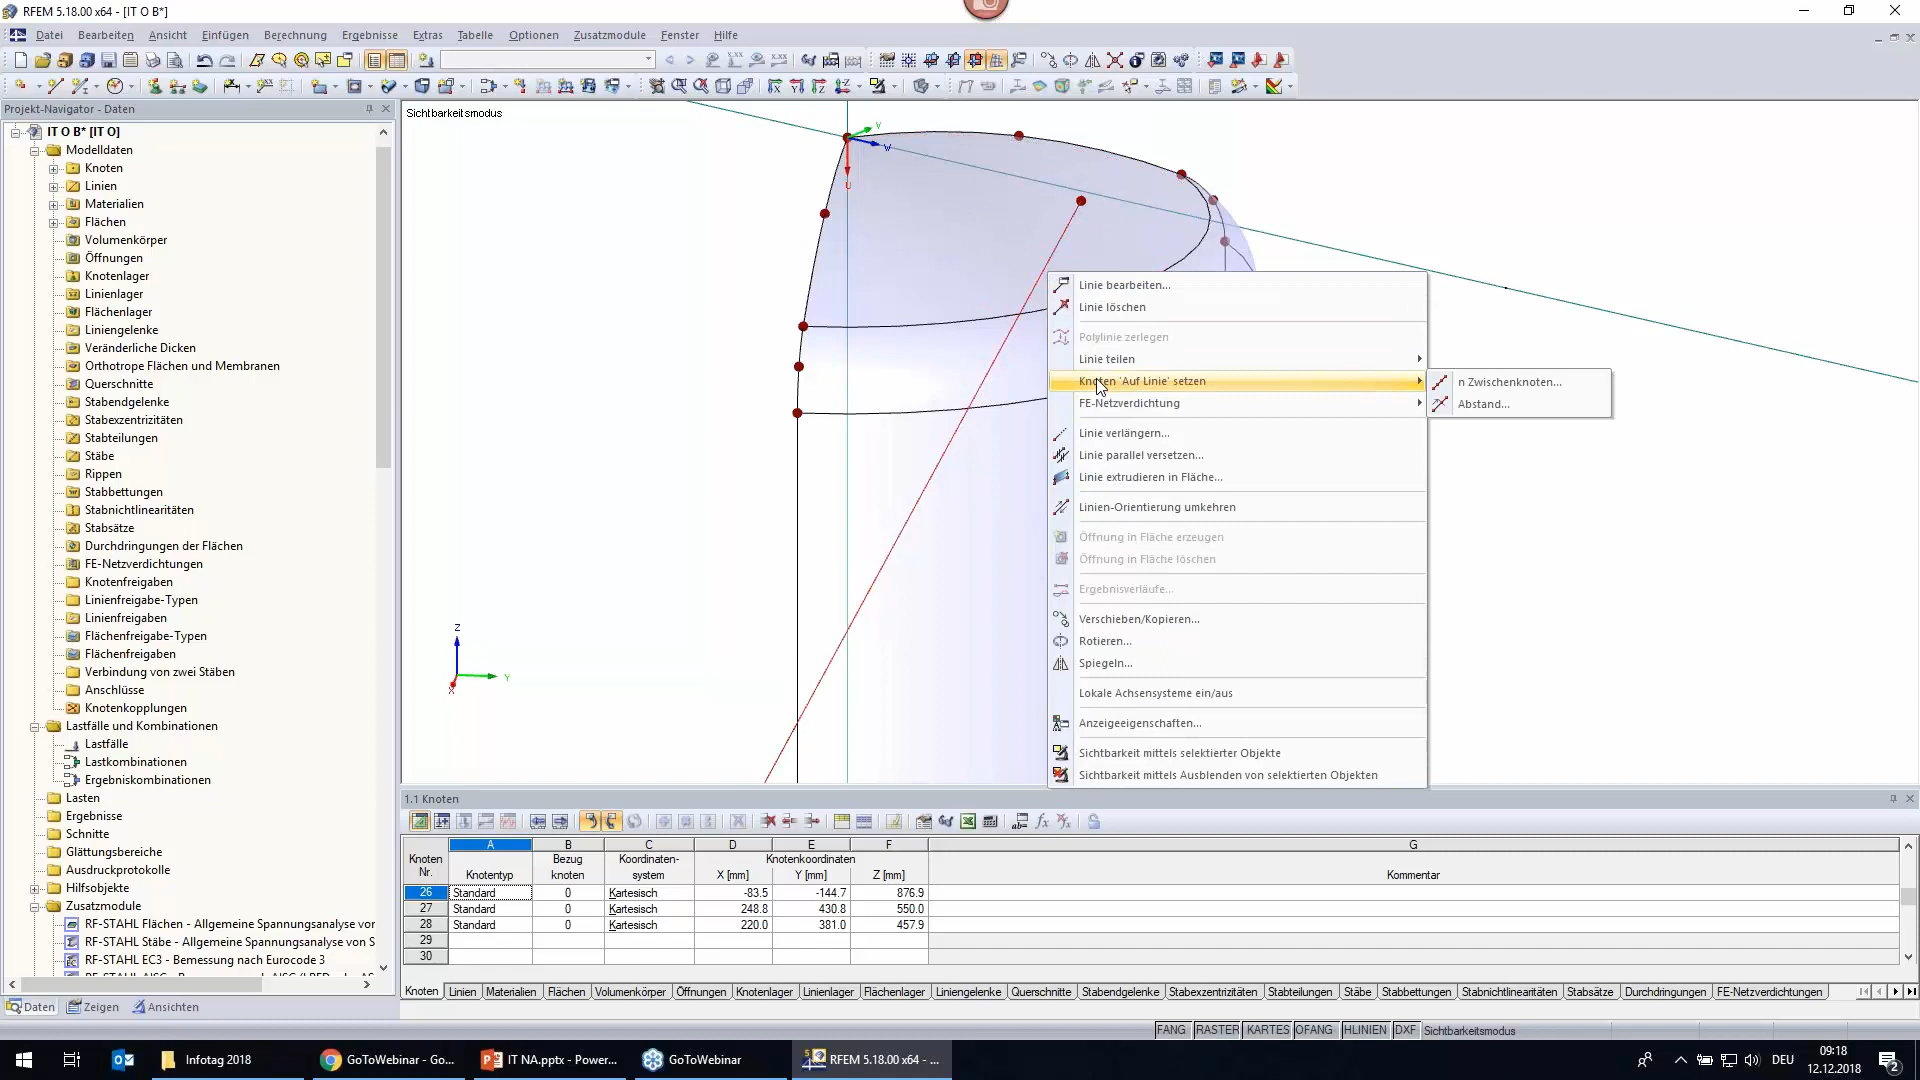 RFEM 5.18.00 x64 - [IT O B*]
Datei Bearbeiten Ansicht Einfügen Berechnung Ergebnisse Extras Tabelle Optionen Zusatzmodule Fenster Hilfe
Projekt-Navigator - Daten
IT O B* [IT O]
Modelldaten
Knoten
Linien
Materialien
Flächen
Volumenkörper
Öffnungen
Knotenlager
Linienlager
Flächenlager
Liniengelenke
Veränderliche Dicken
Orthotrope Flächen und Membranen
Querschnitte
Stabendgelenke
Stabexzentrizitäten
Stabteilungen
Stäbe
Rippen
Stabbettungen
Stabnichtlinearitäten
Stabsätze
Durchdringungen der Flächen
FE-Netzverdichtungen
Knotenfreigaben
Linienfreigabe-Typen
Linienfreigaben
Flächenfreigabe-Typen
Flächenfreigaben
Verbindung von zwei Stäben
Anschlüsse
Knotenkopplungen
Lastfälle und Kombinationen
Lastfälle
Lastkombinationen
Ergebniskombinationen
Lasten
Ergebnisse
Schnitte
Glättungsbereiche
Ausdruckprotokolle
Hilfsobjekte
Zusatzmodule
RF-STAHL Flächen - Allgemeine Spannungsanalyse vor
RF-STAHL Stäbe - Allgemeine Spannungsanalyse von S
RF-STAHL EC3 - Bemessung nach Eurocode 3
Daten Zeigen Ansichten
Sichtbarkeitsmodus
V
W
U
Z
Y
X
Linie bearbeiten...
Linie löschen
Polylinie zerlegen
Linie teilen
Knoten 'Auf Linie' setzen
FE-Netzverdichtung
Linie verlängern...
Linie parallel versetzen...
Linie extrudieren in Fläche...
Linien-Orientierung umkehren
Öffnung in Fläche erzeugen
Öffnung in Fläche löschen
Ergebnisverläufe...
Verschieben/Kopieren...
Rotieren...
Spiegeln...
Lokale Achsensysteme ein/aus
Anzeigeeigenschaften...
Sichtbarkeit mittels selektierter Objekte
Sichtbarkeit mittels Ausblenden von selektierten Objekten
n Zwischenknoten...
Abstand...
1.1 Knoten
A B C D E F G
Knoten Bezug Koordinaten- Knotenkoordinaten
Nr. Knotentyp knoten system X [mm] Y [mm] Z [mm] Kommentar
26 Standard 0 Kartesisch -83.5 -144.7 876.9
27 Standard 0 Kartesisch 248.8 430.8 550.0
28 Standard 0 Kartesisch 220.0 381.0 457.9
29
30
Knoten Linien Materialien Flächen Volumenkörper Öffnungen Knotenlager Linienlager Flächenlager Liniengelenke Querschnitte Stabendgelenke Stabexzentrizitäten Stabteilungen Stäbe Stabbettungen Stabnichtlinearitäten Stabsätze Durchdringungen FE-Netzverdichtungen
FANG RASTER KARTES OFANG HLINIEN DXF Sichtbarkeitsmodus
Infotag 2018 GoToWebinar - Go... IT NA.pptx - Power... GoToWebinar RFEM 5.18.00 x64 - ... DEU 09:18
12.12.2018
2